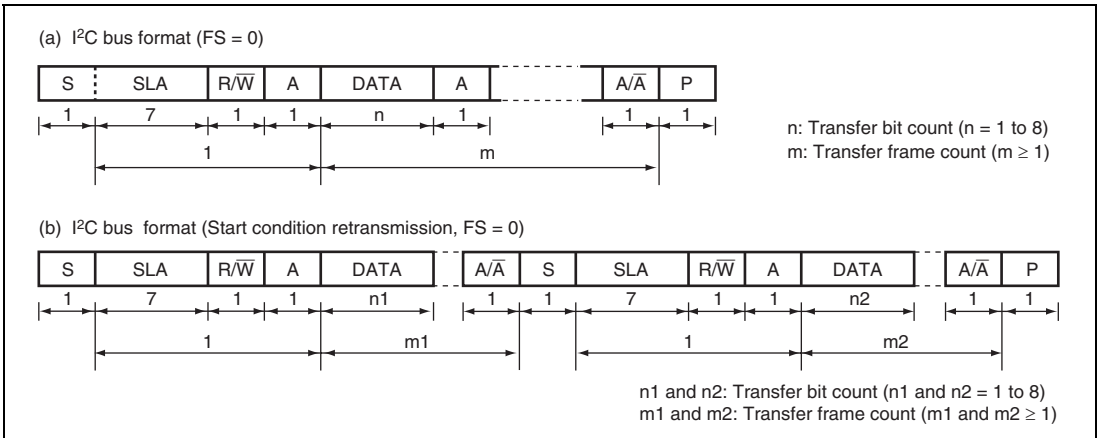 (a) I²C bus format (FS = 0)
S SLA R/W̅ A DATA A A/A̅ P
1 7 1 1 n 1 1 1
1 m
n: Transfer bit count (n = 1 to 8)
m: Transfer frame count (m ≥ 1)
(b) I²C bus format (Start condition retransmission, FS = 0)
S SLA R/W̅ A DATA A/A̅ S SLA R/W̅ A DATA A/A̅ P
1 7 1 1 n1 1 1 7 1 1 n2 1 1
1 m1 1 m2
n1 and n2: Transfer bit count (n1 and n2 = 1 to 8)
m1 and m2: Transfer frame count (m1 and m2 ≥ 1)